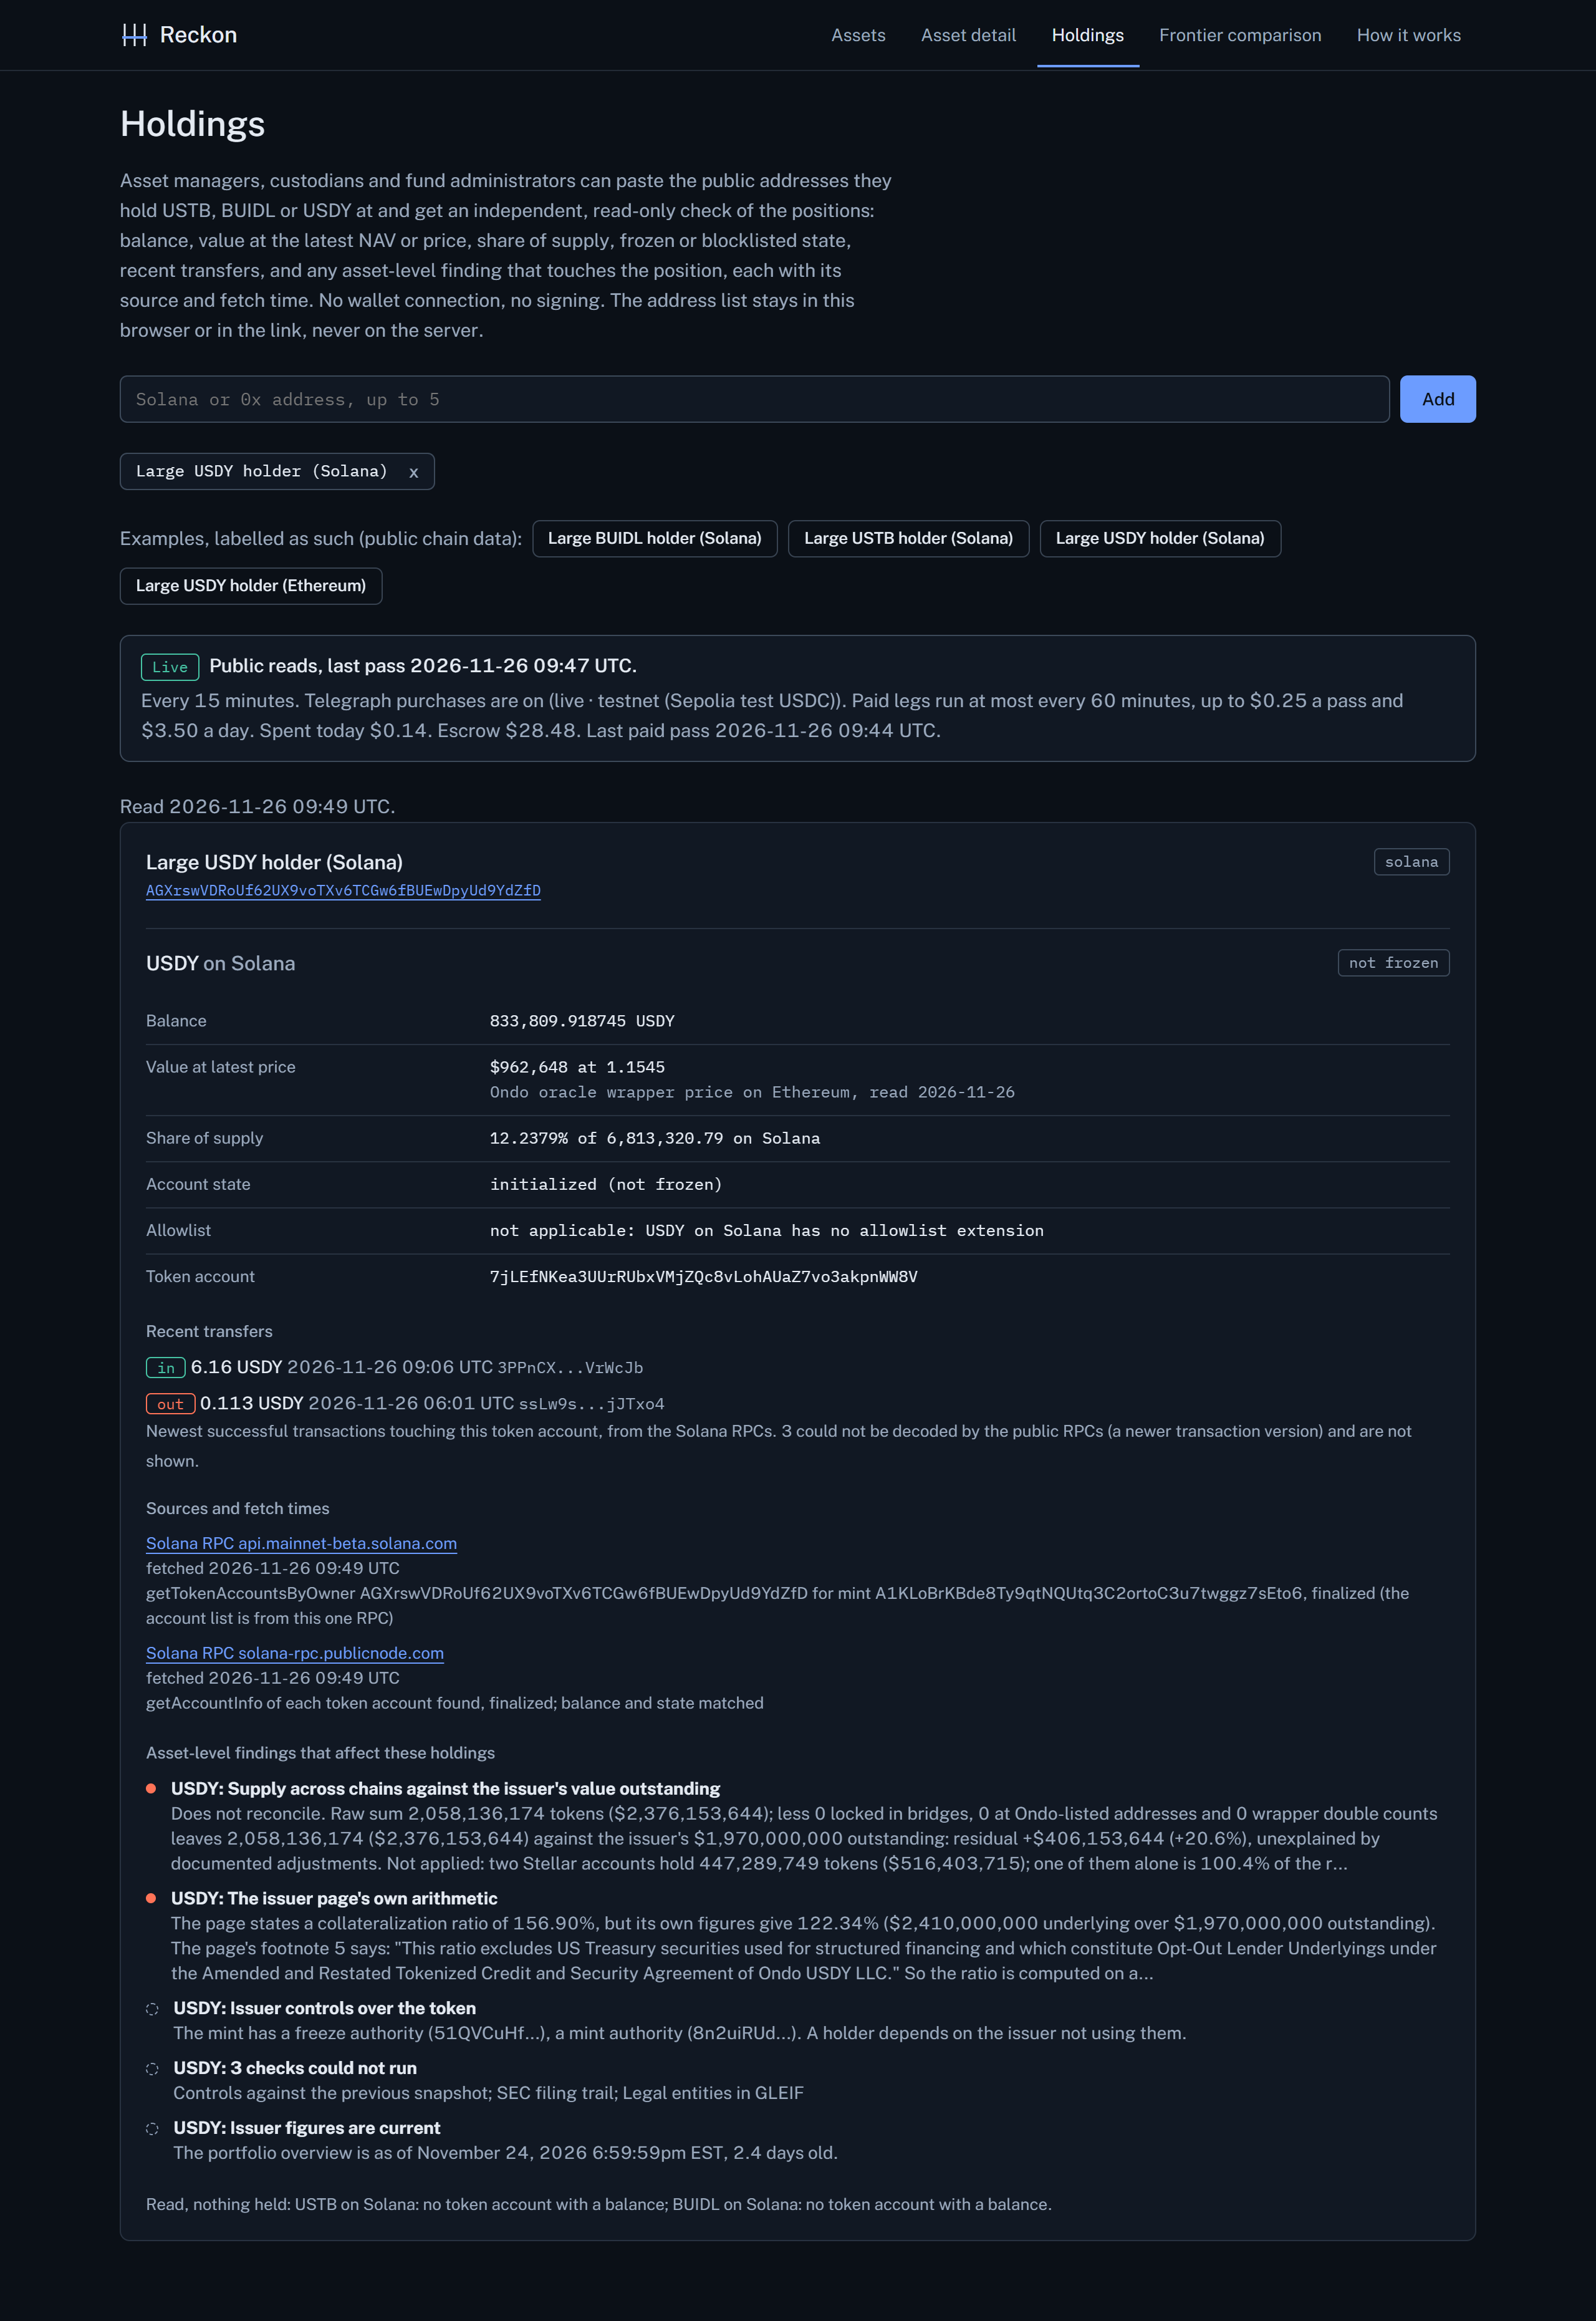 Reckon
Assets
Asset detail
Holdings
Frontier comparison
How it works
Holdings
Asset managers, custodians and fund administrators can paste the public addresses they
hold USTB, BUIDL or USDY at and get an independent, read-only check of the positions:
balance, value at the latest NAV or price, share of supply, frozen or blocklisted state,
recent transfers, and any asset-level finding that touches the position, each with its
source and fetch time. No wallet connection, no signing. The address list stays in this
browser or in the link, never on the server.
Solana or 0x address, up to 5
Add
Large USDY holder (Solana) x
Examples, labelled as such (public chain data):
Large BUIDL holder (Solana)
Large USTB holder (Solana)
Large USDY holder (Solana)
Large USDY holder (Ethereum)
Live Public reads, last pass 2026-11-26 09:47 UTC.
Every 15 minutes. Telegraph purchases are on (live · testnet (Sepolia test USDC)). Paid legs run at most every 60 minutes, up to $0.25 a pass and
$3.50 a day. Spent today $0.14. Escrow $28.48. Last paid pass 2026-11-26 09:44 UTC.
Read 2026-11-26 09:49 UTC.
Large USDY holder (Solana)
solana
AGXrswVDRoUf62UX9voTXv6TCGw6fBUEwDpyUd9YdZfD
USDY on Solana
not frozen
Balance 833,809.918745 USDY
Value at latest price $962,648 at 1.1545
Ondo oracle wrapper price on Ethereum, read 2026-11-26
Share of supply 12.2379% of 6,813,320.79 on Solana
Account state initialized (not frozen)
Allowlist not applicable: USDY on Solana has no allowlist extension
Token account 7jLEfNKea3UUrRUbxVMjZQc8vLohAUaZ7vo3akpnWW8V
Recent transfers
in 6.16 USDY 2026-11-26 09:06 UTC 3PPnCX...VrWcJb
out 0.113 USDY 2026-11-26 06:01 UTC ssLw9s...jJTxo4
Newest successful transactions touching this token account, from the Solana RPCs. 3 could not be decoded by the public RPCs (a newer transaction version) and are not
shown.
Sources and fetch times
Solana RPC api.mainnet-beta.solana.com
fetched 2026-11-26 09:49 UTC
getTokenAccountsByOwner AGXrswVDRoUf62UX9voTXv6TCGw6fBUEwDpyUd9YdZfD for mint A1KLoBrKBde8Ty9qtNQUtq3C2ortoC3u7twggz7sEto6, finalized (the
account list is from this one RPC)
Solana RPC solana-rpc.publicnode.com
fetched 2026-11-26 09:49 UTC
getAccountInfo of each token account found, finalized; balance and state matched
Asset-level findings that affect these holdings
USDY: Supply across chains against the issuer's value outstanding
Does not reconcile. Raw sum 2,058,136,174 tokens ($2,376,153,644); less 0 locked in bridges, 0 at Ondo-listed addresses and 0 wrapper double counts
leaves 2,058,136,174 ($2,376,153,644) against the issuer's $1,970,000,000 outstanding: residual +$406,153,644 (+20.6%), unexplained by
documented adjustments. Not applied: two Stellar accounts hold 447,289,749 tokens ($516,403,715); one of them alone is 100.4% of the r...
USDY: The issuer page's own arithmetic
The page states a collateralization ratio of 156.90%, but its own figures give 122.34% ($2,410,000,000 underlying over $1,970,000,000 outstanding).
The page's footnote 5 says: "This ratio excludes US Treasury securities used for structured financing and which constitute Opt-Out Lender Underlyings under
the Amended and Restated Tokenized Credit and Security Agreement of Ondo USDY LLC." So the ratio is computed on a...
USDY: Issuer controls over the token
The mint has a freeze authority (51QVCuHf...), a mint authority (8n2uiRUd...). A holder depends on the issuer not using them.
USDY: 3 checks could not run
Controls against the previous snapshot; SEC filing trail; Legal entities in GLEIF
USDY: Issuer figures are current
The portfolio overview is as of November 24, 2026 6:59:59pm EST, 2.4 days old.
Read, nothing held: USTB on Solana: no token account with a balance; BUIDL on Solana: no token account with a balance.